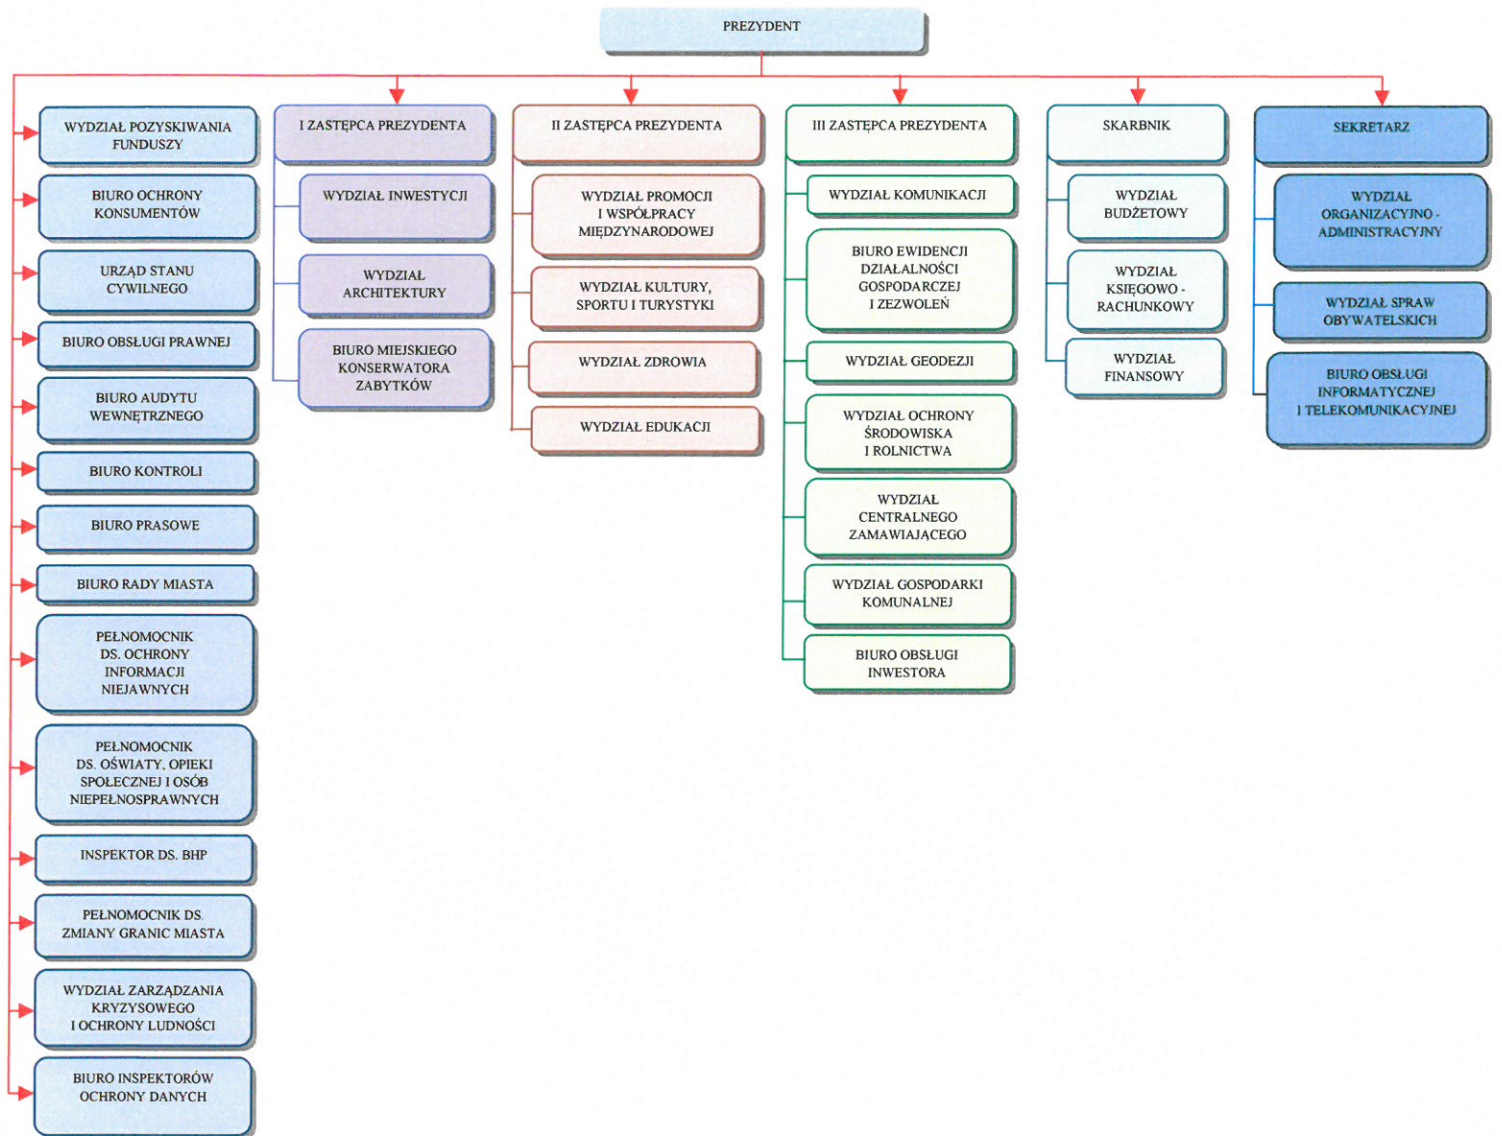 PREZYDENT
WYDZIAŁ POZYSKIWANIA
FUNDUSZY
BIURO OCHRONY
KONSUMENTÓW
URZĄD STANU
CYWILNEGO
BIURO OBSŁUGI PRAWNEJ
BIURO AUDYTU
WEWNĘTRZNEGO
BIURO KONTROLI
BIURO PRASOWE
BIURO RADY MIASTA
PEŁNOMOCNIK
DS. OCHRONY
INFORMACJI
NIEJAWNYCH
PEŁNOMOCNIK
DS. OŚWIATY, OPIEKI
SPOŁECZNEJ I OSÓB
NIEPEŁNOSPRAWNYCH
INSPEKTOR DS. BHP
PEŁNOMOCNIK DS.
ZMIANY GRANIC MIASTA
WYDZIAŁ ZARZĄDZANIA
KRYZYSOWEGO
I OCHRONY LUDNOŚCI
BIURO INSPEKTORÓW
OCHRONY DANYCH
I ZASTĘPCA PREZYDENTA
WYDZIAŁ INWESTYCJI
WYDZIAŁ
ARCHITEKTURY
BIURO MIEJSKIEGO
KONSERWATORA
ZABYTKÓW
II ZASTĘPCA PREZYDENTA
WYDZIAŁ PROMOCJI
I WSPÓŁPRACY
MIĘDZYNARODOWEJ
WYDZIAŁ KULTURY,
SPORTU I TURYSTYKI
WYDZIAŁ ZDROWIA
WYDZIAŁ EDUKACJI
III ZASTĘPCA PREZYDENTA
WYDZIAŁ KOMUNIKACJI
BIURO EWIDENCJI
DZIAŁALNOŚCI
GOSPODARCZEJ
I ZEZWOLEŃ
WYDZIAŁ GEODEZJI
WYDZIAŁ OCHRONY
ŚRODOWISKA
I ROLNICTWA
WYDZIAŁ
CENTRALNEGO
ZAMAWIAJĄCEGO
WYDZIAŁ GOSPODARKI
KOMUNALNEJ
BIURO OBSŁUGI
INWESTORA
SKARBNIK
WYDZIAŁ
BUDŻETOWY
WYDZIAŁ
KSIĘGOWO -
RACHUNKOWY
WYDZIAŁ
FINANSOWY
SEKRETARZ
WYDZIAŁ
ORGANIZACYJNO -
ADMINISTRACYJNY
WYDZIAŁ SPRAW
OBYWATELSKICH
BIURO OBSŁUGI
INFORMATYCZNEJ
I TELEKOMUNIKACYJNEJ